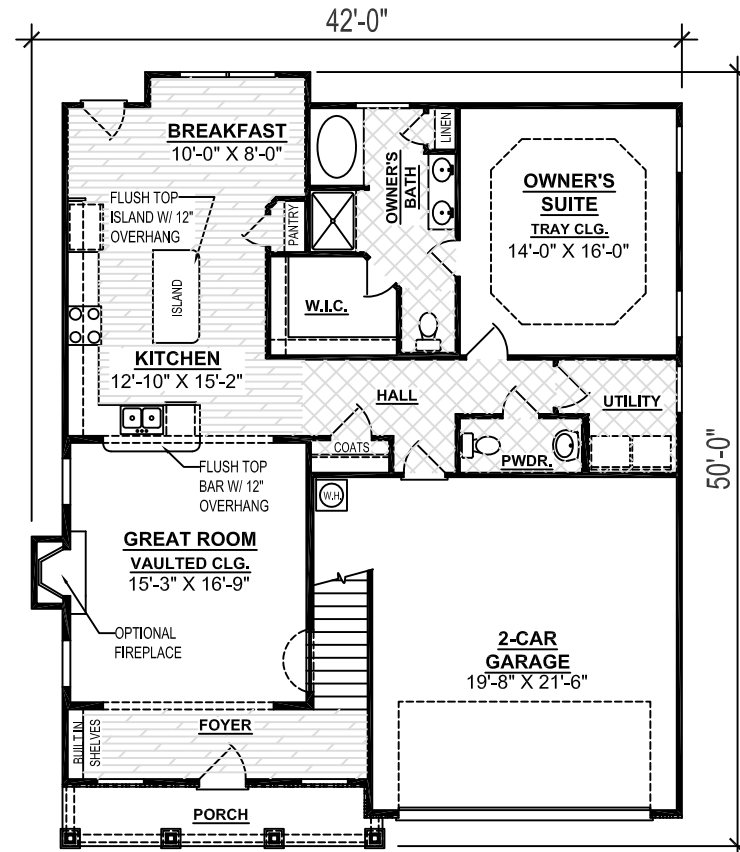 42'-0"
BREAKFAST
10'-0" X 8'-0"
LINEN
OWNER'S
BATH
OWNER'S
SUITE
TRAY CLG.
14'-0" X 16'-0"
FLUSH TOP
ISLAND W/ 12"
OVERHANG
PANTRY
ISLAND
W.I.C.
KITCHEN
12'-10" X 15'-2"
HALL
UTILITY
COATS
PWDR.
FLUSH TOP
BAR W/ 12"
OVERHANG
50'-0"
W.H.
GREAT ROOM
VAULTED CLG.
15'-3" X 16'-9"
OPTIONAL
FIREPLACE
2-CAR
GARAGE
19'-8" X 21'-6"
BUILT IN
SHELVES
FOYER
PORCH